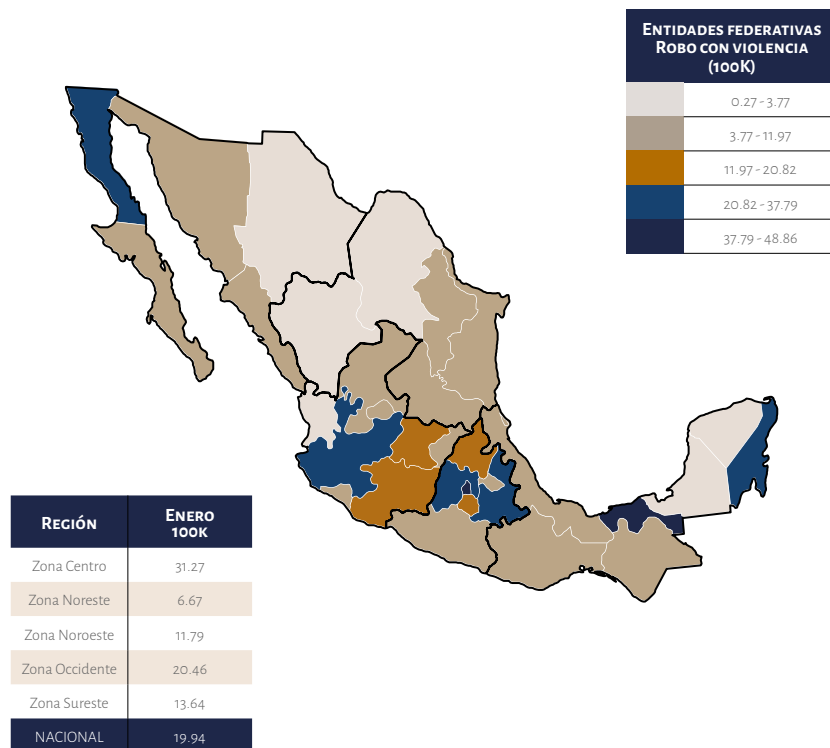 Entidades federativas
Robo con violencia
(100K)
0.27 - 3.77
3.77 - 11.97
11.97 - 20.82
20.82 - 37.79
37.79 - 48.86
Región Enero
100K
Zona Centro 31.27
Zona Noreste 6.67
Zona Noroeste 11.79
Zona Occidente 20.46
Zona Sureste 13.64
NACIONAL 19.94